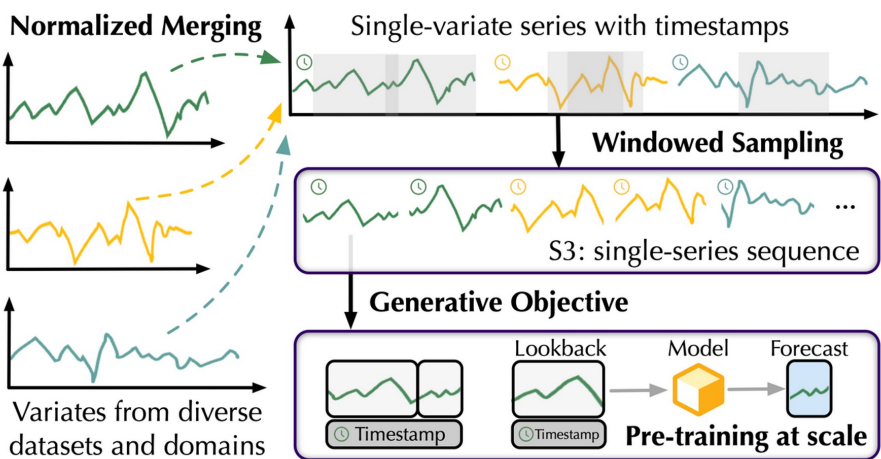 Normalized Merging
Single-variate series with timestamps
Windowed Sampling
...
S3: single-series sequence
Generative Objective
Variates from diverse
datasets and domains
Lookback
Model
Forecast
Timestamp
Timestamp
Pre-training at scale